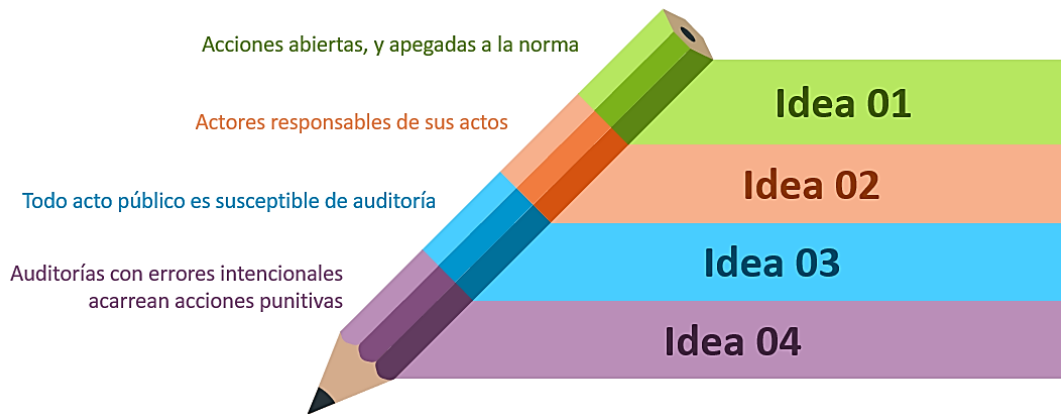 Acciones abiertas, y apegadas a la norma
Idea 01
Actores responsables de sus actos
Idea 02
Todo acto público es susceptible de auditoría
Idea 03
Auditorías con errores intencionales
acarrean acciones punitivas
Idea 04